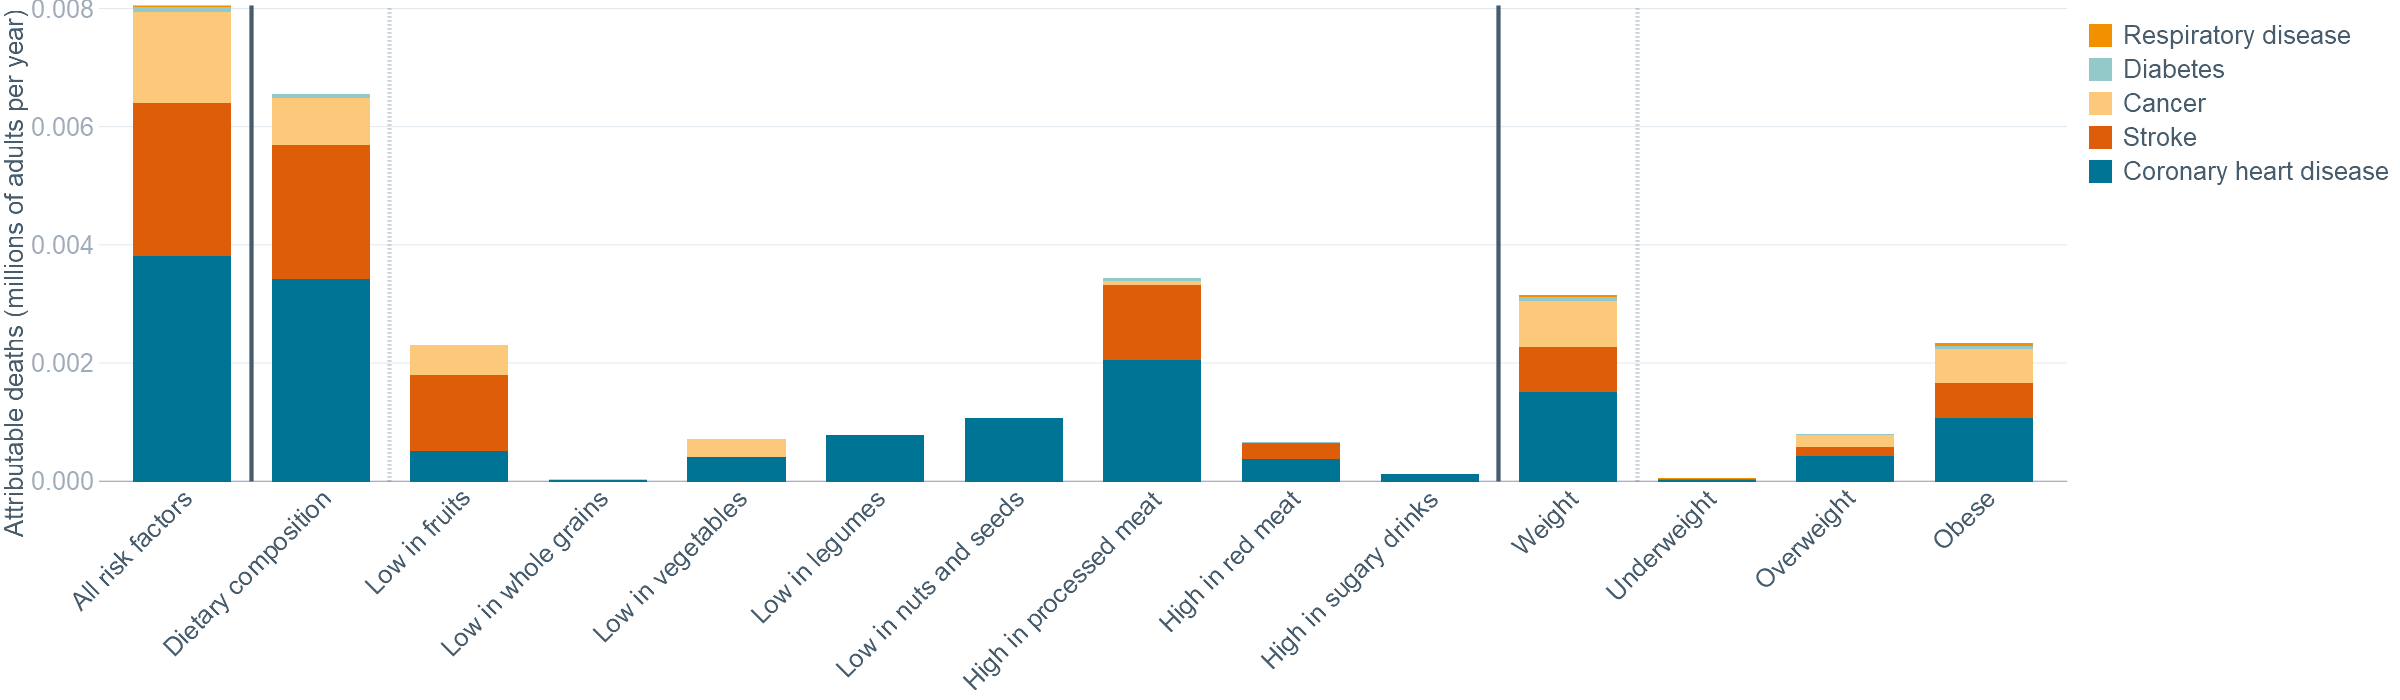 Attributable deaths (millions of adults per year)
0.008
0.006
0.004
0.002
0.000
All risk factors
Dietary composition
Low in fruits
Low in whole grains
Low in vegetables
Low in legumes
Low in nuts and seeds
High in processed meat
High in red meat
High in sugary drinks
Weight
Underweight
Overweight
Obese
Respiratory disease
Diabetes
Cancer
Stroke
Coronary heart disease